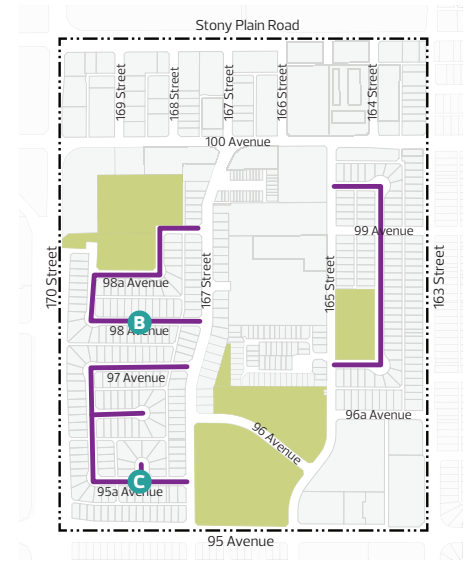 Stony Plain Road
169 Street
168 Street
167 Street
166 Street
164 Street
100 Avenue
99 Avenue
170 Street
167 Street
165 Street
163 Street
98a Avenue
B
98 Avenue
97 Avenue
96a Avenue
96 Avenue
C
95a Avenue
95 Avenue